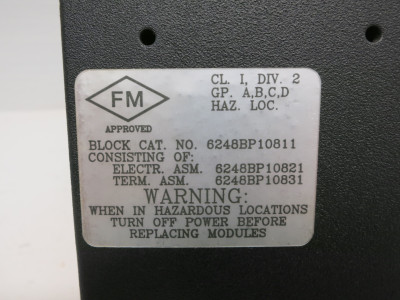 FM
APPROVED
CL. I, DIV. 2
GP. A,B,C,D
HAZ. LOC.
BLOCK CAT. NO. 6248BP10811
CONSISTING OF:
ELECTR. ASM. 6248BP10821
TERM. ASM. 6248BP10831
WARNING:
WHEN IN HAZARDOUS LOCATIONS
TURN OFF POWER BEFORE
REPLACING MODULES